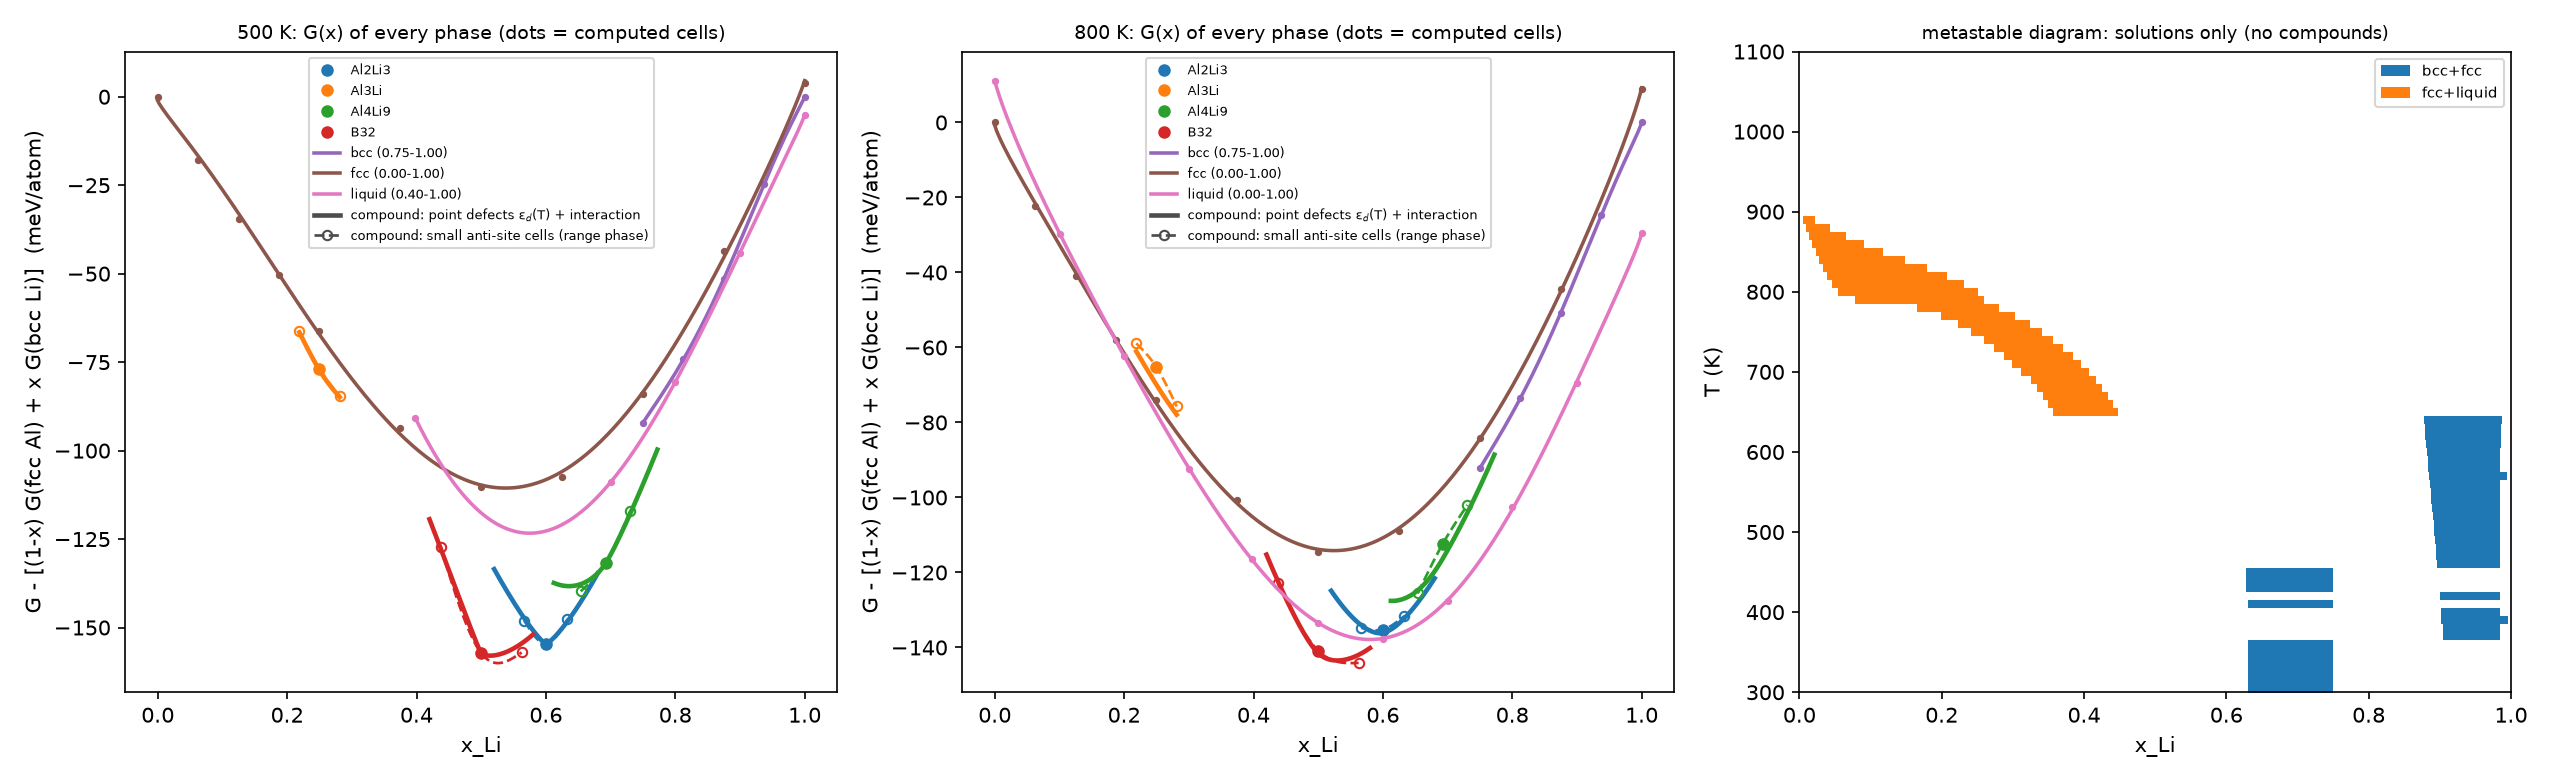 500 K: G(x) of every phase (dots = computed cells)
G - [(1-x) G(fcc Al) + x G(bcc Li)]  (meV/atom)
0
−25
−50
−75
−100
−125
−150
Al2Li3
Al3Li
Al4Li9
B32
bcc (0.75-1.00)
fcc (0.00-1.00)
liquid (0.40-1.00)
compound: point defects ε_d(T) + interaction
compound: small anti-site cells (range phase)
0.0 0.2 0.4 0.6 0.8 1.0
x_Li
800 K: G(x) of every phase (dots = computed cells)
G - [(1-x) G(fcc Al) + x G(bcc Li)]  (meV/atom)
0
−20
−40
−60
−80
−100
−120
−140
Al2Li3
Al3Li
Al4Li9
B32
bcc (0.75-1.00)
fcc (0.00-1.00)
liquid (0.00-1.00)
compound: point defects ε_d(T) + interaction
compound: small anti-site cells (range phase)
0.0 0.2 0.4 0.6 0.8 1.0
x_Li
metastable diagram: solutions only (no compounds)
T (K)
1100
1000
900
800
700
600
500
400
300
bcc+fcc
fcc+liquid
0.0 0.2 0.4 0.6 0.8 1.0
x_Li